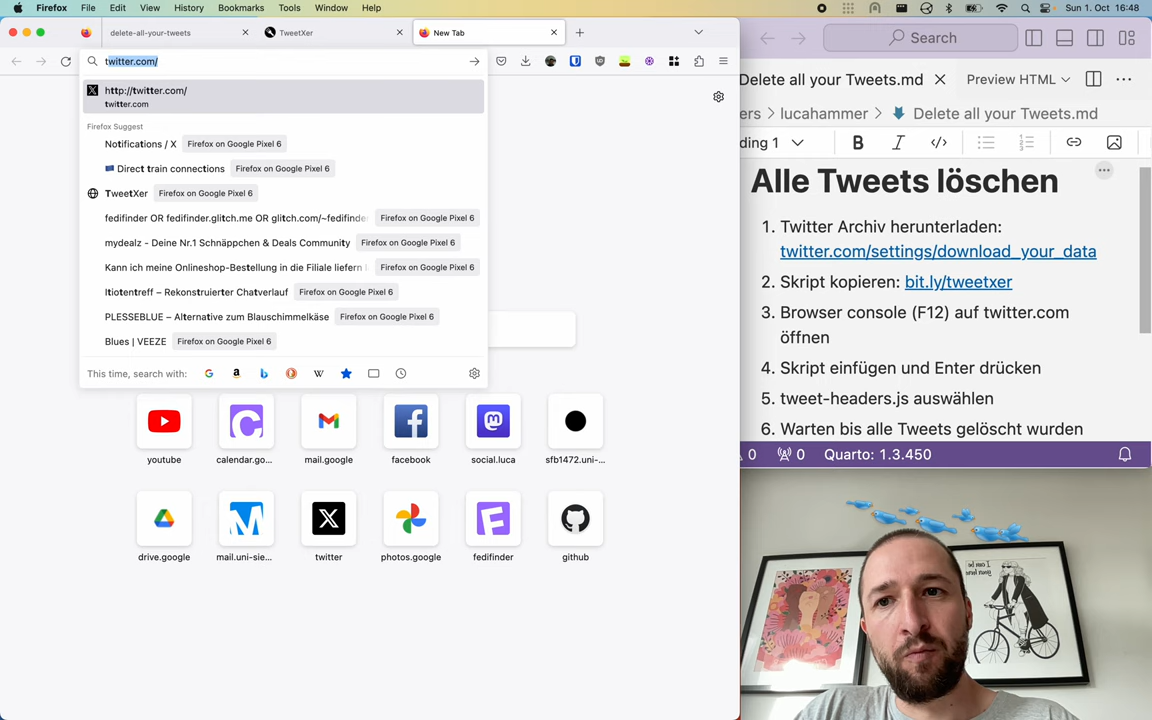 Firefox File Edit View History Bookmarks Tools Window Help
Sun 1. Oct 16:48
delete-all-your-tweets
TweetXer
New Tab
twitter.com/
http://twitter.com/
twitter.com
Firefox Suggest
Notifications / X Firefox on Google Pixel 6
Direct train connections Firefox on Google Pixel 6
TweetXer Firefox on Google Pixel 6
fedifinder OR fedifinder.glitch.me OR glitch.com/~fedifinde Firefox on Google Pixel 6
mydealz - Deine Nr.1 Schnäppchen & Deals Community Firefox on Google Pixel 6
Kann ich meine Onlineshop-Bestellung in die Filiale liefern Firefox on Google Pixel 6
Itiotentreff – Rekonstruierter Chatverlauf Firefox on Google Pixel 6
PLESSEBLUE – Alternative zum Blauschimmelkäse Firefox on Google Pixel 6
Blues | VEEZE Firefox on Google Pixel 6
This time, search with:
youtube calendar.go... mail.google facebook social.luca sfb1472.uni-...
drive.google mail.uni-sie... twitter photos.google fedifinder github
Search
Delete all your Tweets.md
Preview HTML
ers > lucahammer > Delete all your Tweets.md
ding 1
B I
Alle Tweets löschen
1. Twitter Archiv herunterladen:
twitter.com/settings/download_your_data
2. Skript kopieren: bit.ly/tweetxer
3. Browser console (F12) auf twitter.com
öffnen
4. Skript einfügen und Enter drücken
5. tweet-headers.js auswählen
6. Warten bis alle Tweets gelöscht wurden
0 0 Quarto: 1.3.450